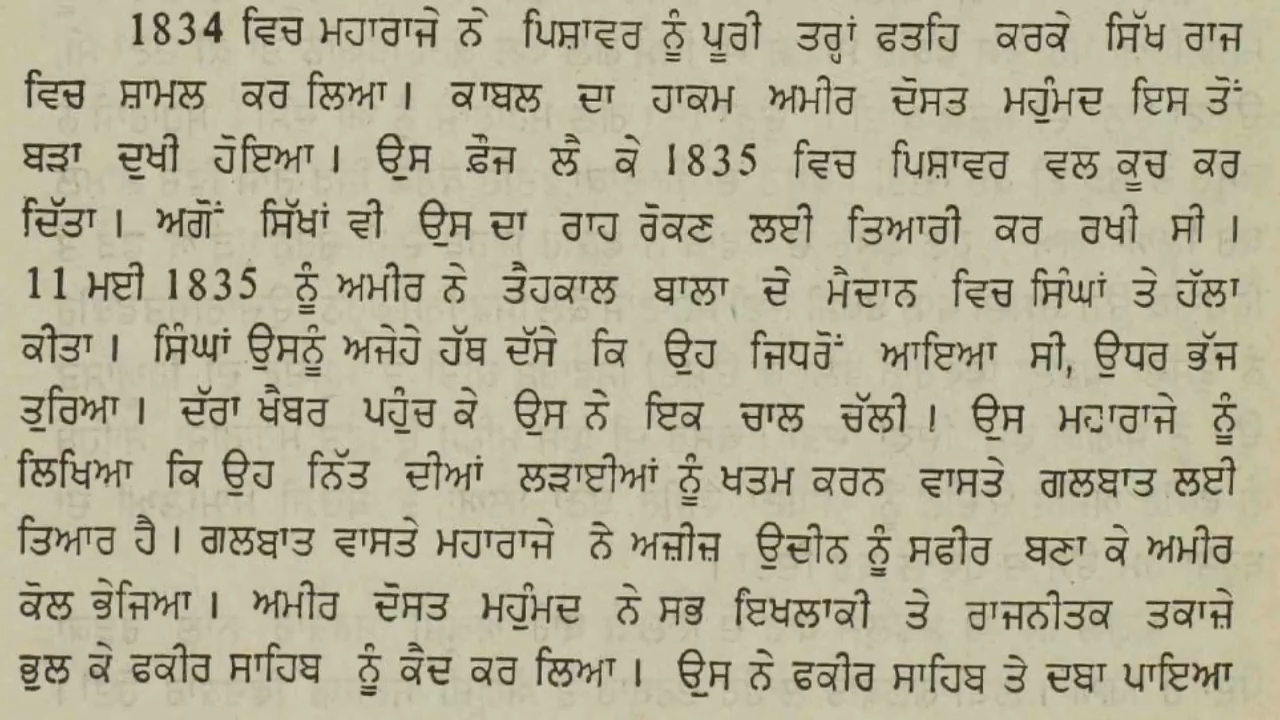 1834 ਵਿਚ ਮਹਾਰਾਜੇ ਨੇ ਪਿਸ਼ਾਵਰ ਨੂੰ ਪੂਰੀ ਤਰ੍ਹਾਂ ਫਤਹਿ ਕਰਕੇ ਸਿੱਖ ਰਾਜ
ਵਿਚ ਸ਼ਾਮਲ ਕਰ ਲਿਆ। ਕਾਬਲ ਦਾ ਹਾਕਮ ਅਮੀਰ ਦੋਸਤ ਮਹੁੰਮਦ ਇਸ ਤੋਂ
ਬੜਾ ਦੁਖੀ ਹੋਇਆ। ਉਸ ਫ਼ੌਜ ਲੈ ਕੇ 1835 ਵਿਚ ਪਿਸ਼ਾਵਰ ਵਲ ਕੂਚ ਕਰ
ਦਿੱਤਾ। ਅਗੋਂ ਸਿੱਖਾਂ ਵੀ ਉਸ ਦਾ ਰਾਹ ਰੋਕਣ ਲਈ ਤਿਆਰੀ ਕਰ ਰਖੀ ਸੀ।
11 ਮਈ 1835 ਨੂੰ ਅਮੀਰ ਨੇ ਤੈਹਕਾਲ ਬਾਲਾ ਦੇ ਮੈਦਾਨ ਵਿਚ ਸਿੰਘਾਂ ਤੇ ਹੱਲਾ
ਕੀਤਾ। ਸਿੰਘਾਂ ਉਸਨੂੰ ਅਜੇਹੇ ਹੱਥ ਦੱਸੇ ਕਿ ਉਹ ਜਿਧਰੋਂ ਆਇਆ ਸੀ, ਉਧਰ ਭੱਜ
ਤੁਰਿਆ। ਦੱਰਾ ਖੈਬਰ ਪਹੁੰਚ ਕੇ ਉਸ ਨੇ ਇਕ ਚਾਲ ਚੱਲੀ। ਉਸ ਮਹਾਰਾਜੇ ਨੂੰ
ਲਿਖਿਆ ਕਿ ਉਹ ਨਿੱਤ ਦੀਆਂ ਲੜਾਈਆਂ ਨੂੰ ਖਤਮ ਕਰਨ ਵਾਸਤੇ ਗਲਬਾਤ ਲਈ
ਤਿਆਰ ਹੈ। ਗਲਬਾਤ ਵਾਸਤੇ ਮਹਾਰਾਜੇ ਨੇ ਅਜ਼ੀਜ਼ ਉਦੀਨ ਨੂੰ ਸਫੀਰ ਬਣਾ ਕੇ ਅਮੀਰ
ਕੋਲ ਭੇਜਿਆ। ਅਮੀਰ ਦੋਸਤ ਮਹੁੰਮਦ ਨੇ ਸਭ ਇਖਲਾਕੀ ਤੇ ਰਾਜਨੀਤਕ ਤਕਾਜ਼ੇ
ਭੁਲ ਕੇ ਫਕੀਰ ਸਾਹਿਬ ਨੂੰ ਕੈਦ ਕਰ ਲਿਆ। ਉਸ ਨੇ ਫਕੀਰ ਸਾਹਿਬ ਤੇ ਦਬਾ ਪਾਇਆ